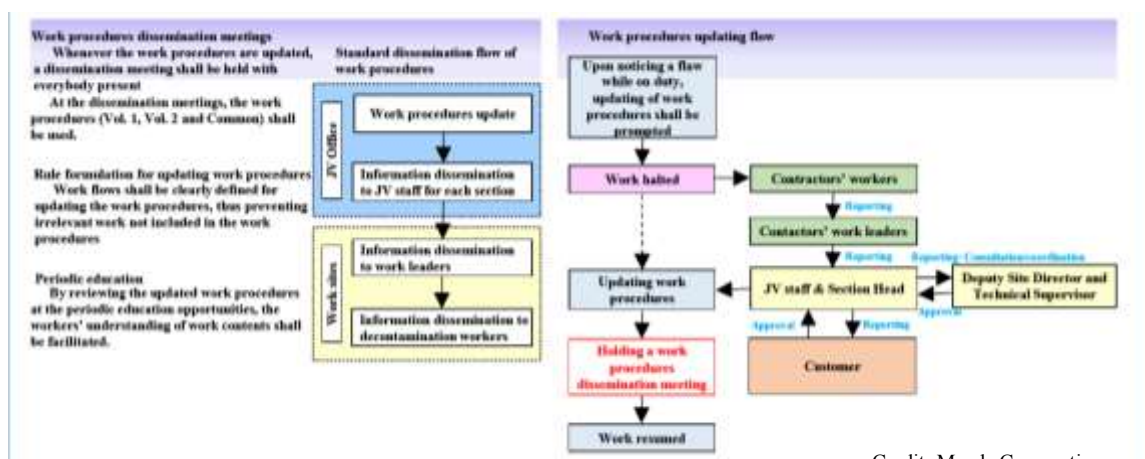 Work procedures dissemination meetings
Whenever the work procedures are updated,
a dissemination meeting shall be held with
everybody present
At the dissemination meetings, the work
procedures (Vol. 1, Vol. 2 and Common) shall
be used.
Rule formulation for updating work procedures
Work flows shall be clearly defined for
updating the work procedures, thus preventing
irrelevant work not included in the work
procedures
Periodic education
By reviewing the updated work procedures
at the periodic education opportunities, the
workers' understanding of work contents shall
be facilitated.
Standard dissemination flow of
work procedures
JV Office
Work procedures update
Information dissemination
to JV staff for each section
Work sites
Information dissemination
to work leaders
Information dissemination to
decontamination workers
Work procedures updating flow
Upon noticing a flaw
while on duty,
updating of work
procedures shall be
prompted
Work halted
Contractors' workers
Reporting
Contactors' work leaders
Reporting
Reporting· Consultation/coordination
Updating work
procedures
JV staff & Section Head
Deputy Site Director and
Technical Supervisor
Approval
Approval
Reporting
Holding a work
procedures
dissemination meeting
Customer
Work resumed